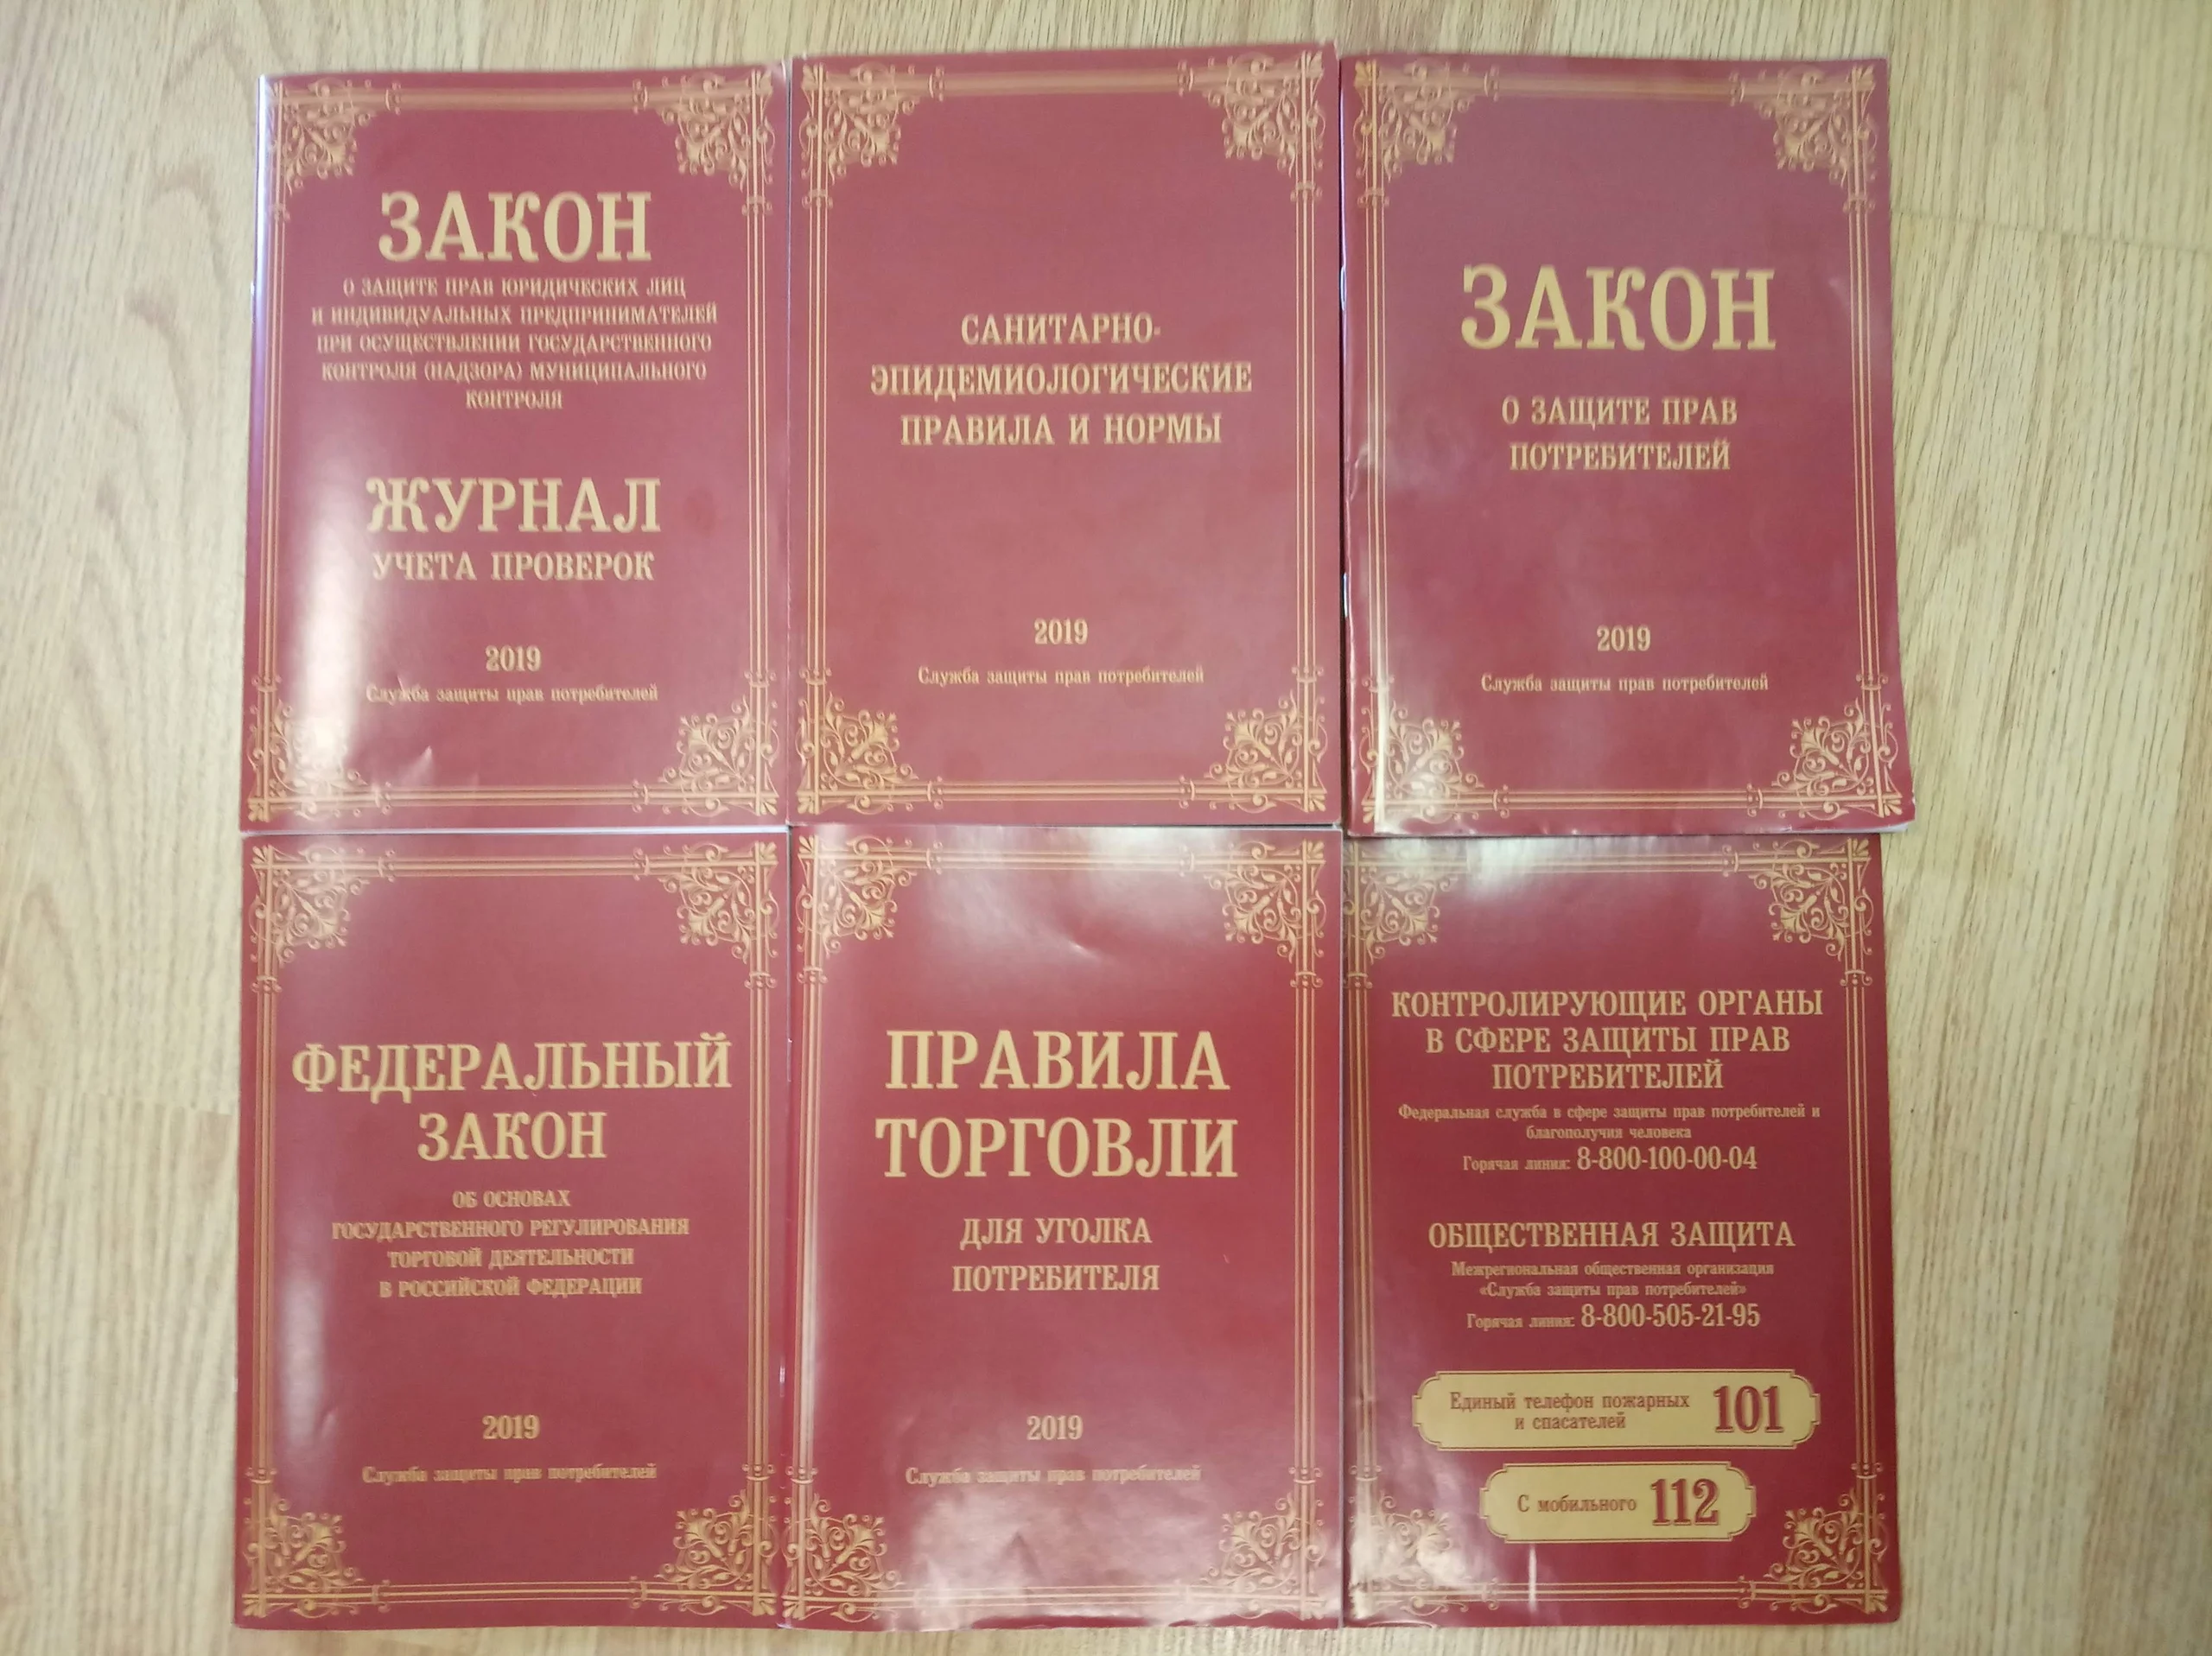 ЗАКОН
О ЗАЩИТЕ ПРАВ ЮРИДИЧЕСКИХ ЛИЦ
И ИНДИВИДУАЛЬНЫХ ПРЕДПРИНИМАТЕЛЕЙ
ПРИ ОСУЩЕСТВЛЕНИИ ГОСУДАРСТВЕННОГО
КОНТРОЛЯ (НАДЗОРА) МУНИЦИПАЛЬНОГО
КОНТРОЛЯ
ЖУРНАЛ
УЧЕТА ПРОВЕРОК
2019
Служба защиты прав потребителей
САНИТАРНО-
ЭПИДЕМИОЛОГИЧЕСКИЕ
ПРАВИЛА И НОРМЫ
2019
Служба защиты прав потребителей
ЗАКОН
О ЗАЩИТЕ ПРАВ
ПОТРЕБИТЕЛЕЙ
2019
Служба защиты прав потребителей
ФЕДЕРАЛЬНЫЙ
ЗАКОН
ОБ ОСНОВАХ
ГОСУДАРСТВЕННОГО РЕГУЛИРОВАНИЯ
ТОРГОВОЙ ДЕЯТЕЛЬНОСТИ
В РОССИЙСКОЙ ФЕДЕРАЦИИ
2019
Служба защиты прав потребителей
ПРАВИЛА
ТОРГОВЛИ
ДЛЯ УГОЛКА
ПОТРЕБИТЕЛЯ
2019
Служба защиты прав потребителей
КОНТРОЛИРУЮЩИЕ ОРГАНЫ
В СФЕРЕ ЗАЩИТЫ ПРАВ
ПОТРЕБИТЕЛЕЙ
Федеральная служба в сфере защиты прав потребителей и
благополучия человека
Горячая линия: 8-800-100-00-04
ОБЩЕСТВЕННАЯ ЗАЩИТА
Межрегиональная общественная организация
«Служба защиты прав потребителей»
Горячая линия: 8-800-505-21-95
Единый телефон пожарных
и спасателей 101
С мобильного 112